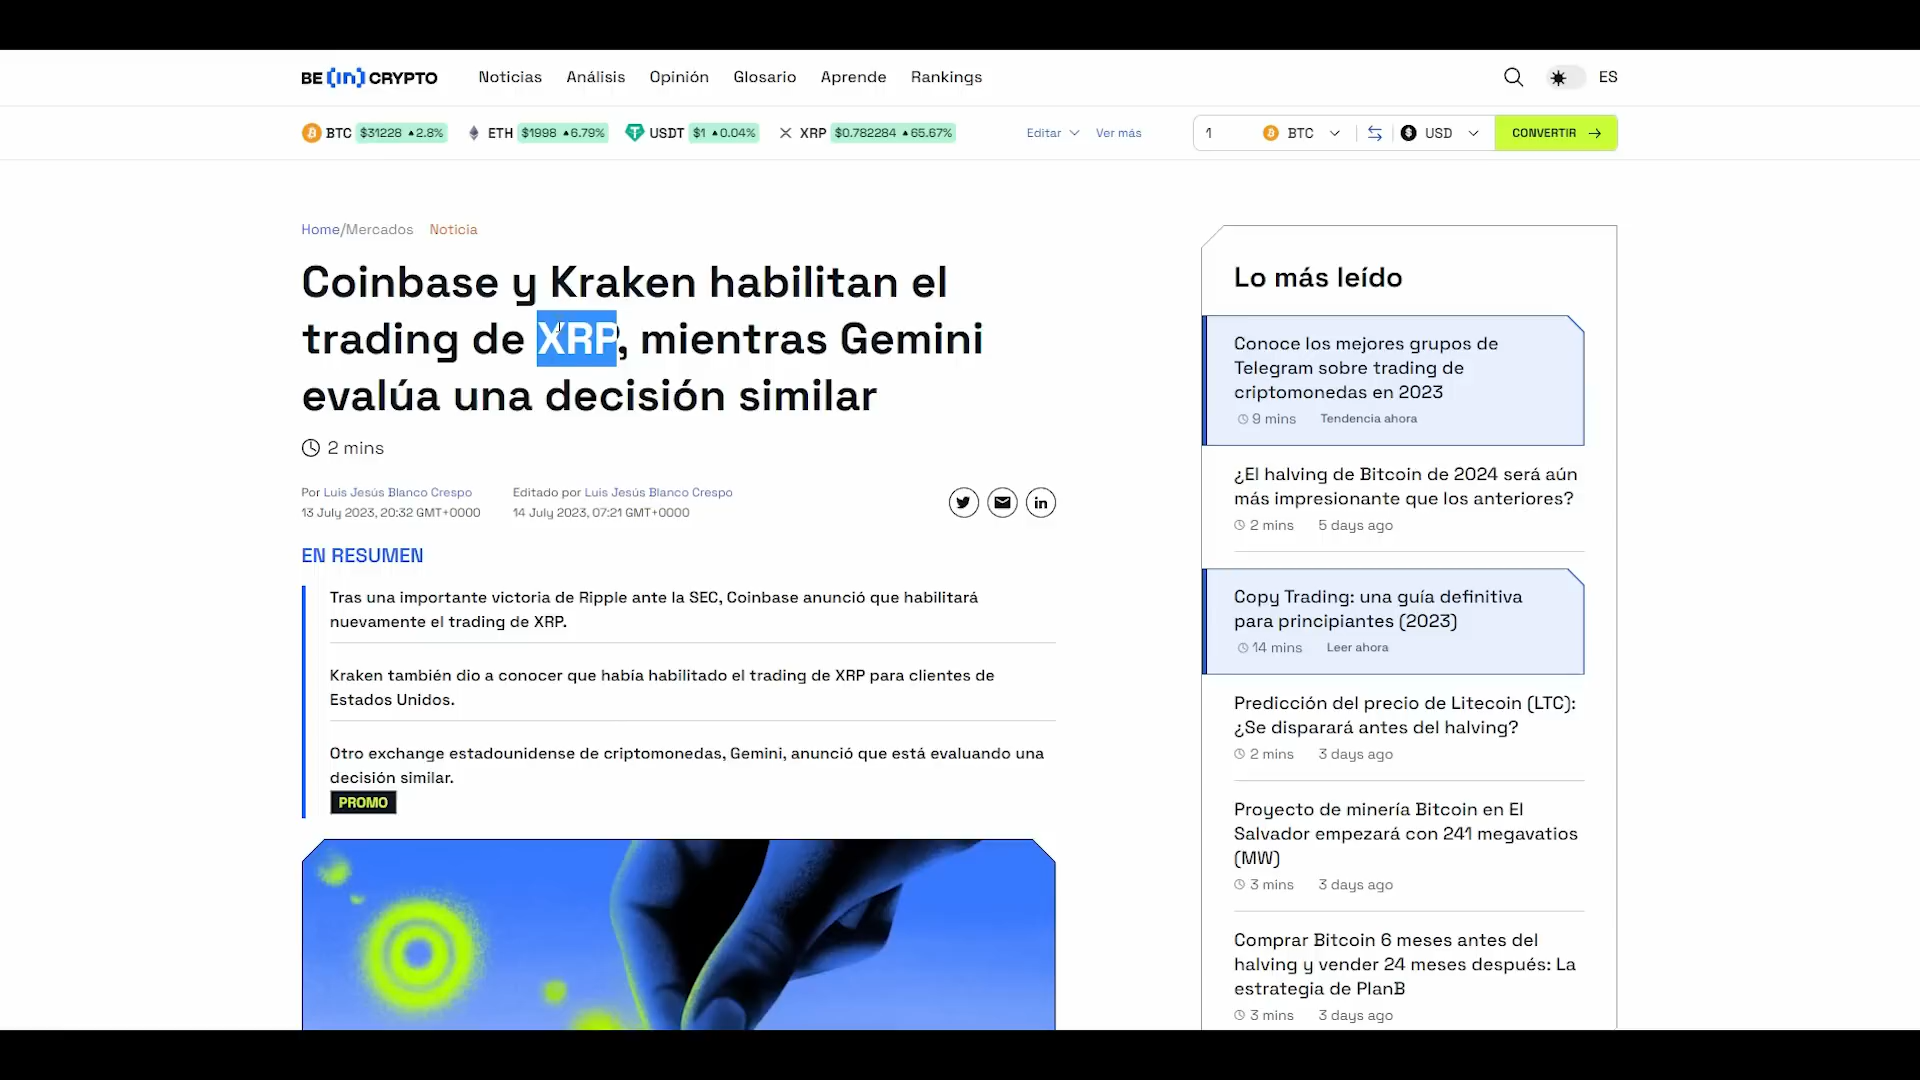 BE[in]CRYPTO Noticias Análisis Opinión Glosario Aprende Rankings ES
BTC $31228 ▲2.8% ETH $1998 ▲6.79% USDT $1 ▲0.04% XRP $0.782284 ▲65.67% Editar Ver más 1 BTC USD CONVERTIR →
Home/Mercados Noticia
Coinbase y Kraken habilitan el
trading de XRP, mientras Gemini
evalúa una decisión similar
2 mins
Por Luis Jesús Blanco Crespo
13 July 2023, 20:32 GMT+0000
Editado por Luis Jesús Blanco Crespo
14 July 2023, 07:21 GMT+0000
EN RESUMEN
Tras una importante victoria de Ripple ante la SEC, Coinbase anunció que habilitará
nuevamente el trading de XRP.
Kraken también dio a conocer que había habilitado el trading de XRP para clientes de
Estados Unidos.
Otro exchange estadounidense de criptomonedas, Gemini, anunció que está evaluando una
decisión similar.
PROMO
Lo más leído
Conoce los mejores grupos de
Telegram sobre trading de
criptomonedas en 2023
9 mins Tendencia ahora
¿El halving de Bitcoin de 2024 será aún
más impresionante que los anteriores?
2 mins 5 days ago
Copy Trading: una guía definitiva
para principiantes (2023)
14 mins Leer ahora
Predicción del precio de Litecoin (LTC):
¿Se disparará antes del halving?
2 mins 3 days ago
Proyecto de minería Bitcoin en El
Salvador empezará con 241 megavatios
(MW)
3 mins 3 days ago
Comprar Bitcoin 6 meses antes del
halving y vender 24 meses después: La
estrategia de PlanB
3 mins 3 days ago